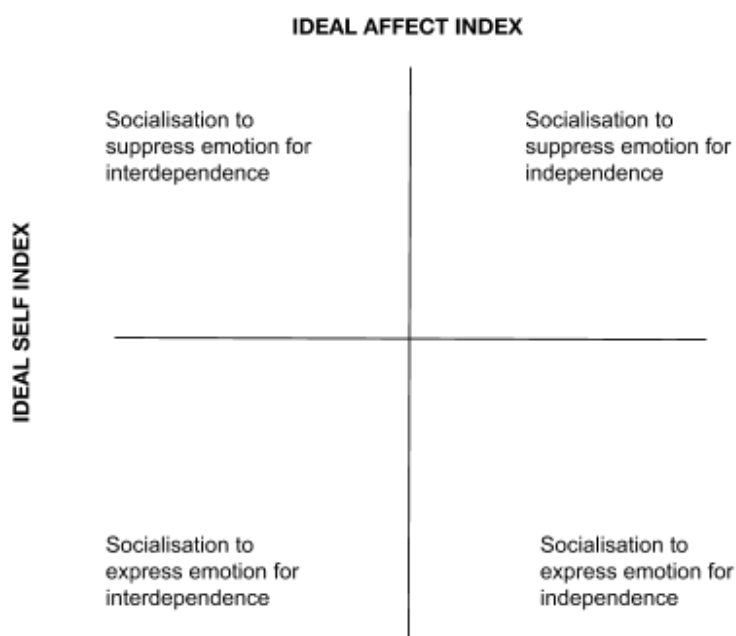 IDEAL AFFECT INDEX
Socialisation to
suppress emotion for
interdependence
Socialisation to
suppress emotion for
independence
IDEAL SELF INDEX
Socialisation to
express emotion for
interdependence
Socialisation to
express emotion for
independence